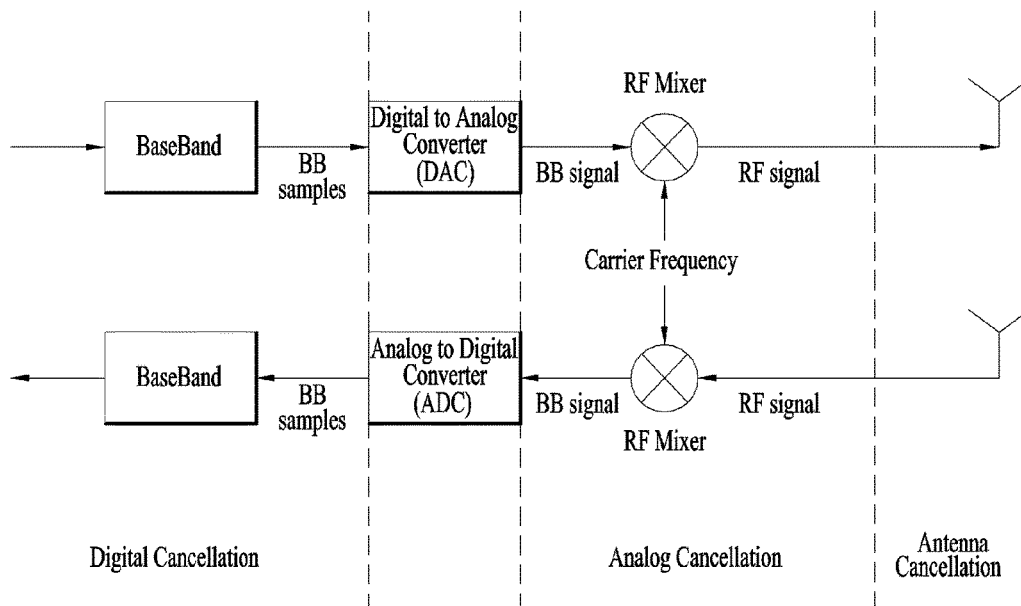 RF Mixer
BaseBand
BB
samples
Digital to Analog
Converter
(DAC)
BB signal
RF signal
Carrier Frequency
BaseBand
BB
samples
Analog to Digital
Converter
(ADC)
BB signal
RF signal
RF Mixer
Digital Cancellation
Analog Cancellation
Antenna
Cancellation